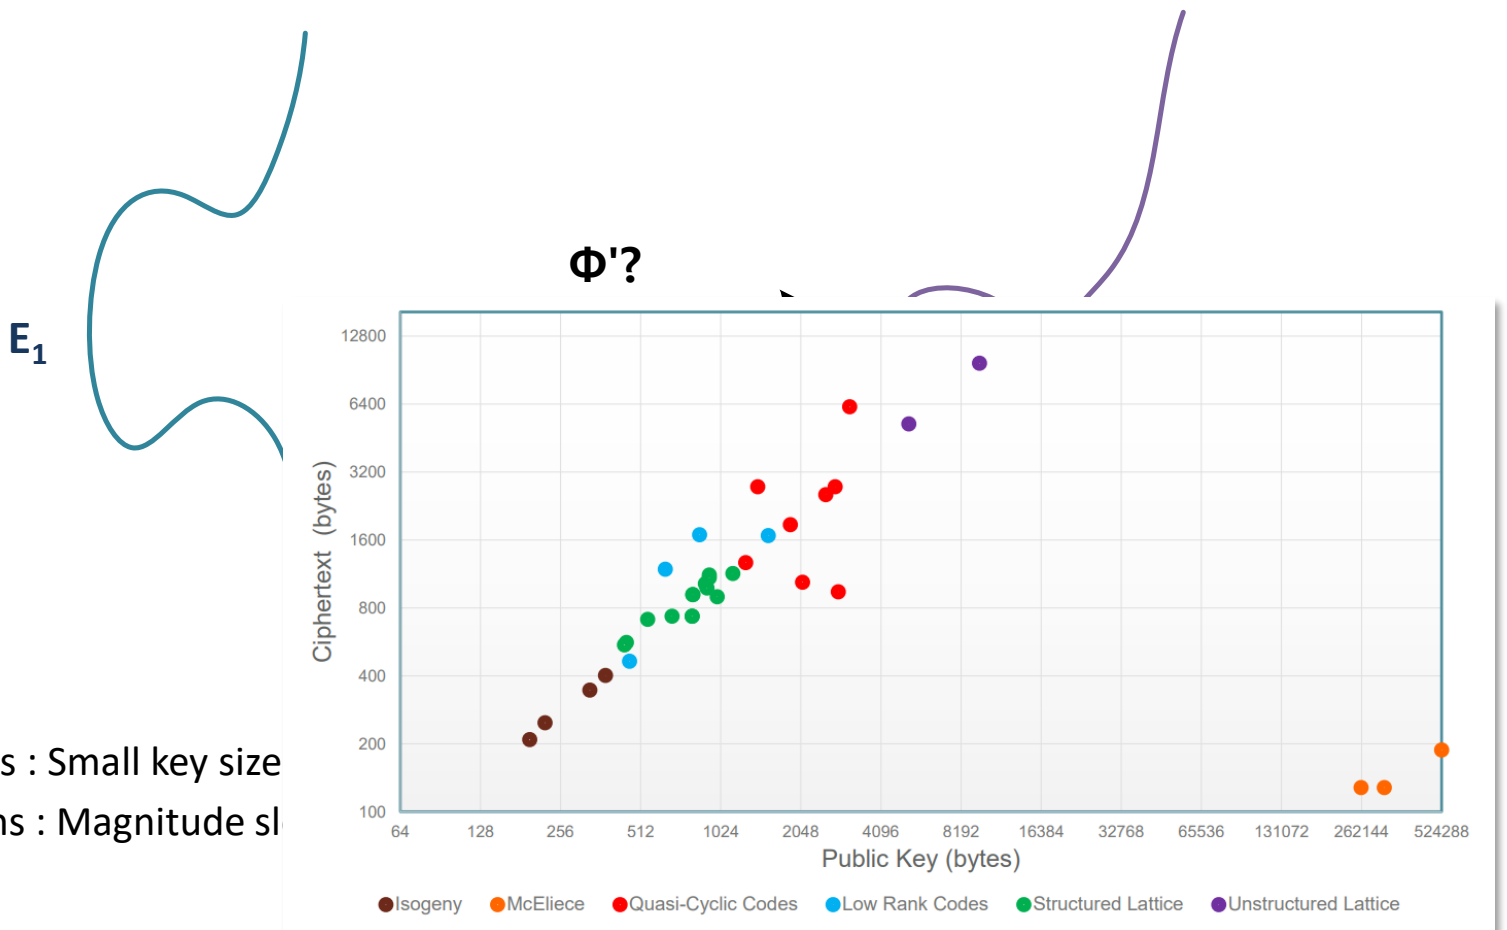 Φ'?
E1
12800
6400
3200
1600
800
400
200
100
Ciphertext (bytes)
64 128 256 512 1024 2048 4096 8192 16384 32768 65536 131072 262144 524288
Public Key (bytes)
Isogeny McEliece Quasi-Cyclic Codes Low Rank Codes Structured Lattice Unstructured Lattice
s : Small key size
ns : Magnitude sl